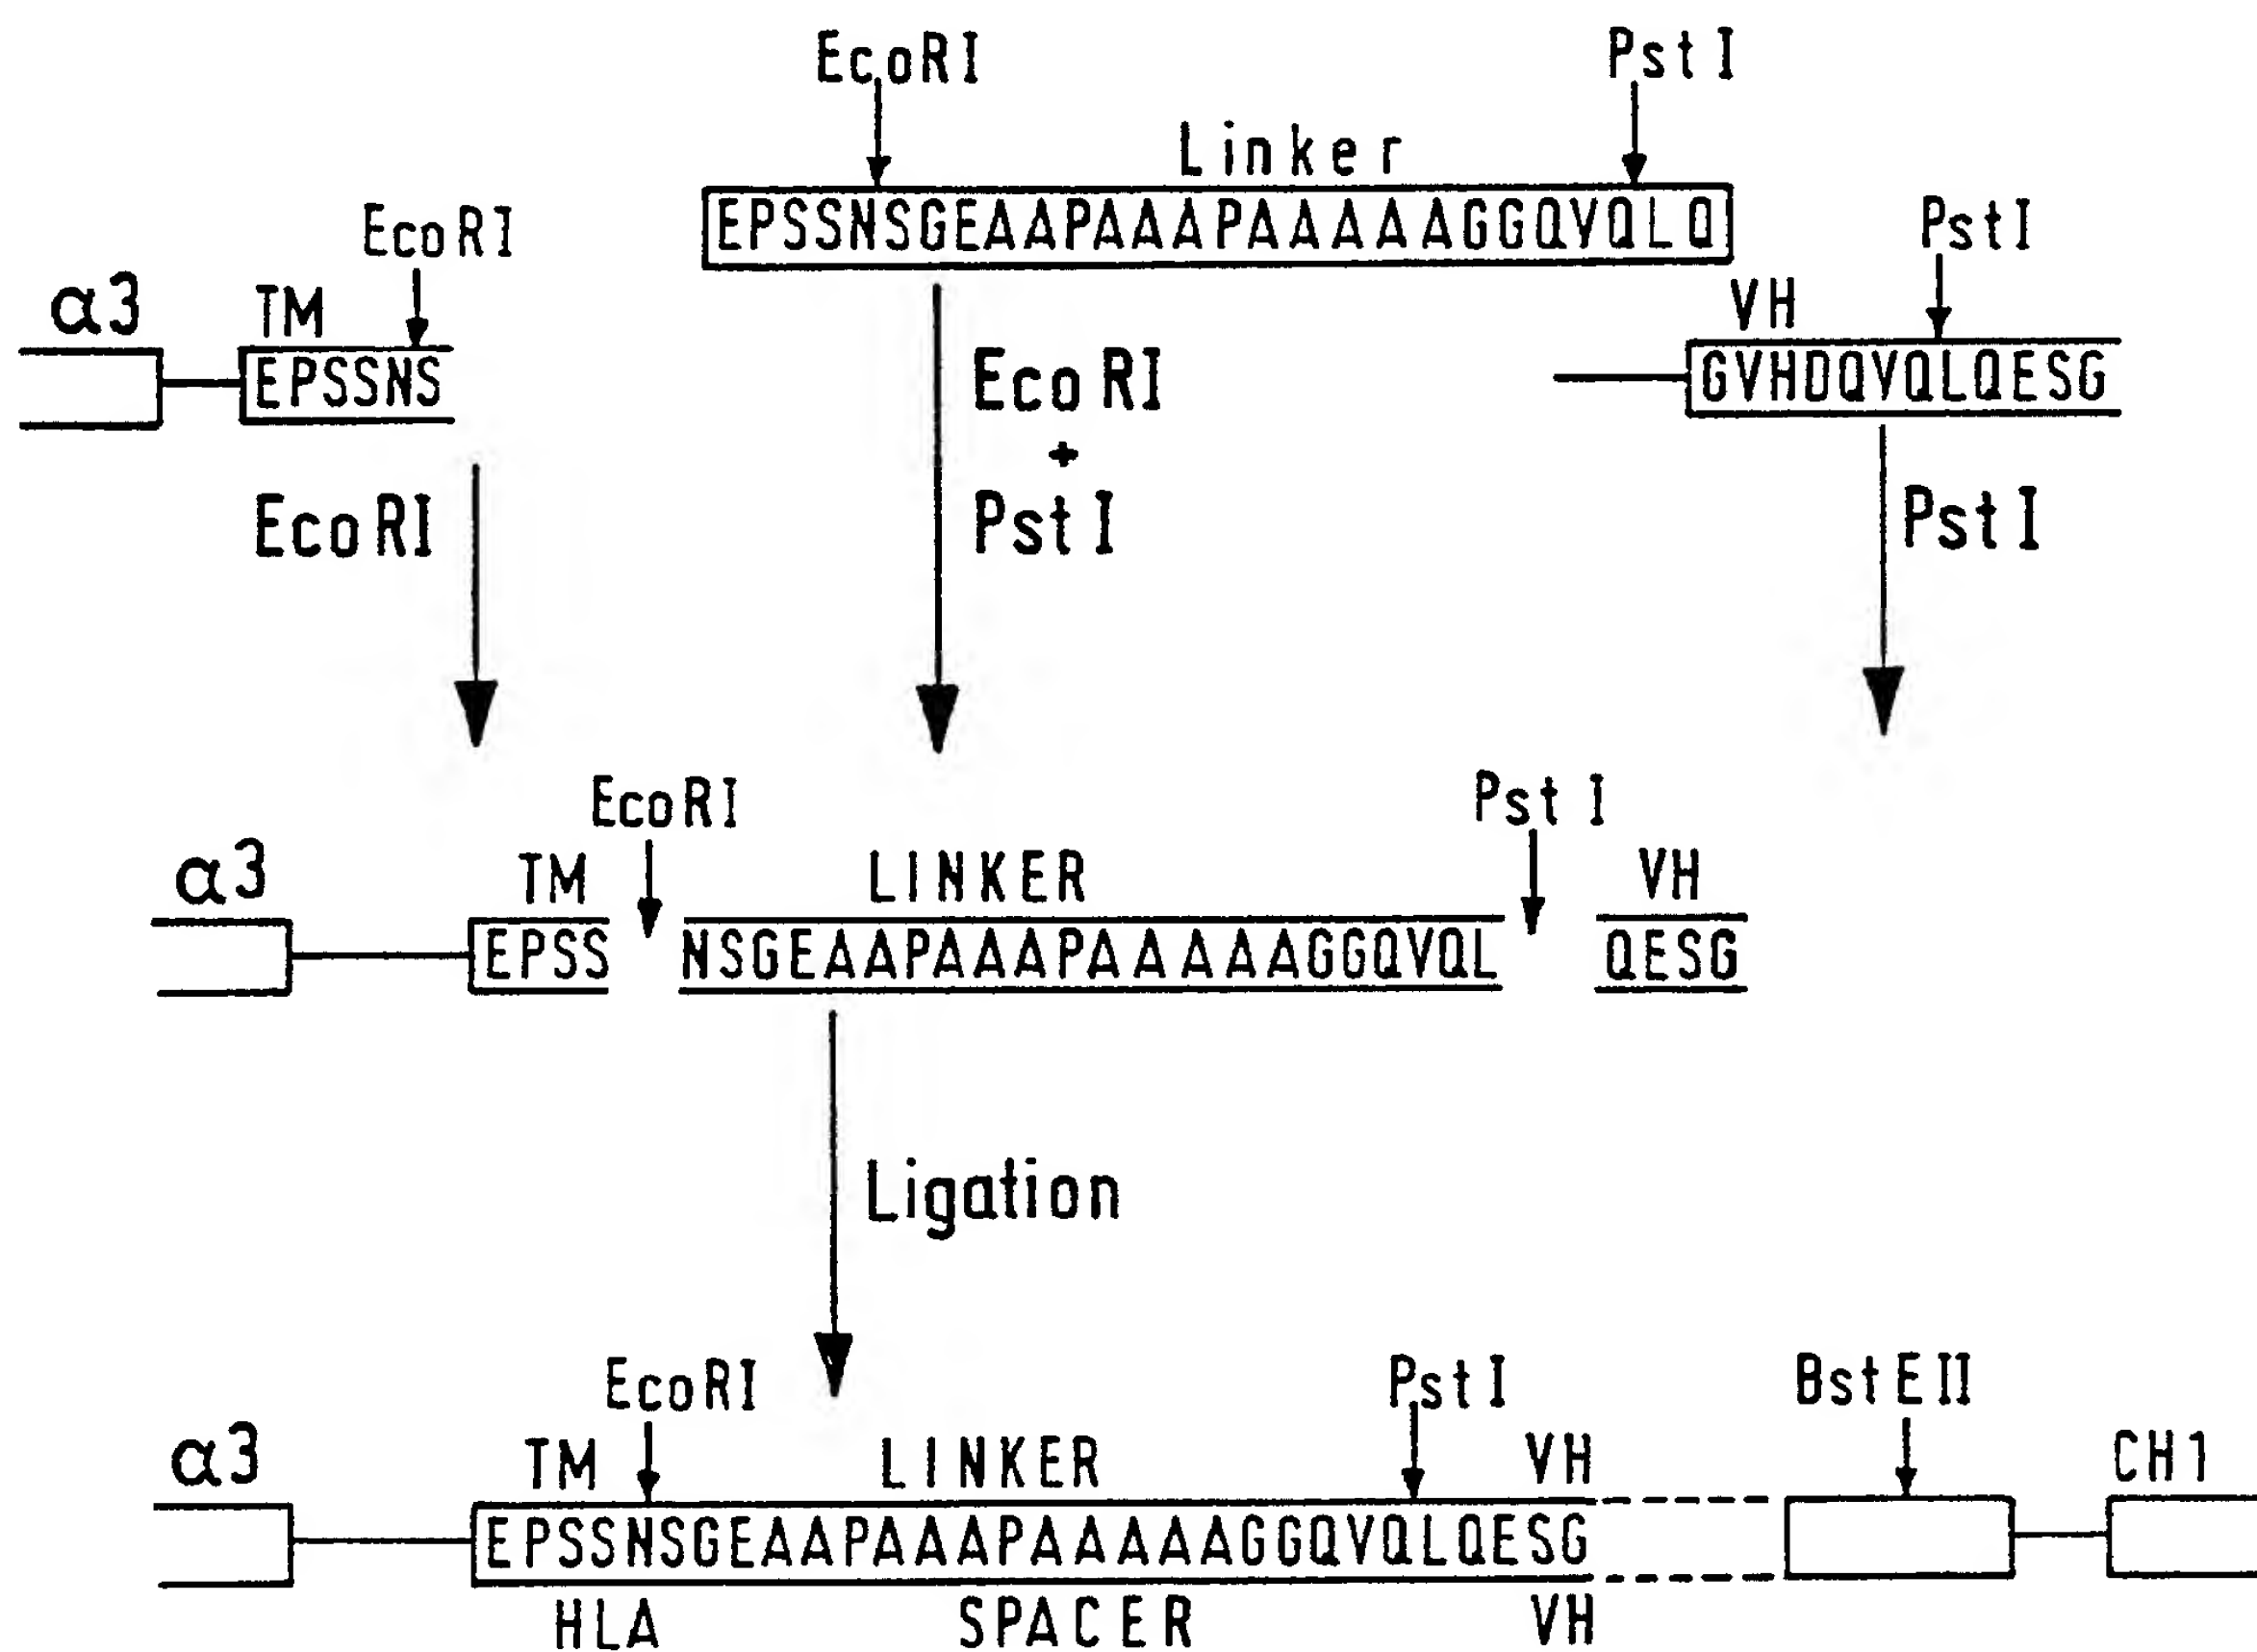 EcoRI PstI
Linker
EPSSNSGEAAPAAAPAAAAAGGQVQLQ
EcoRI PstI
α3 TM VH
EPSSNS GVHDQVQLQESG
EcoRI
EcoRI
+
PstI
PstI
EcoRI PstI
α3 TM LINKER VH
EPSS NSGEAAPAAAPAAAAAGGQVQL QESG
Ligation
EcoRI PstI BstEII
α3 TM LINKER VH CH1
EPSSNSGEAAPAAAPAAAAAGGQVQLQESG
HLA SPACER VH